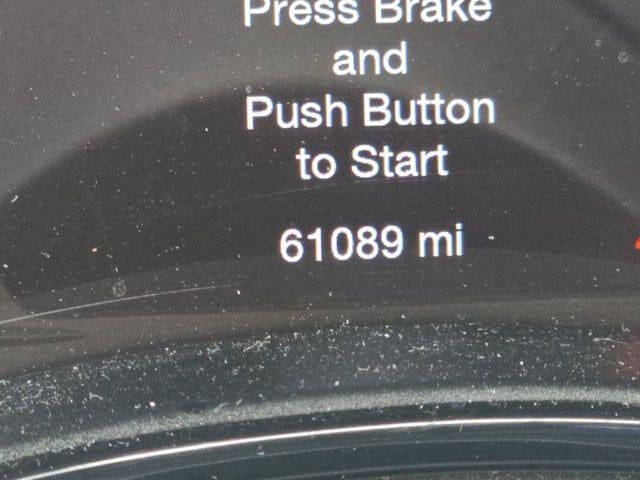 Press Brake
and
Push Button
to Start
61089 mi